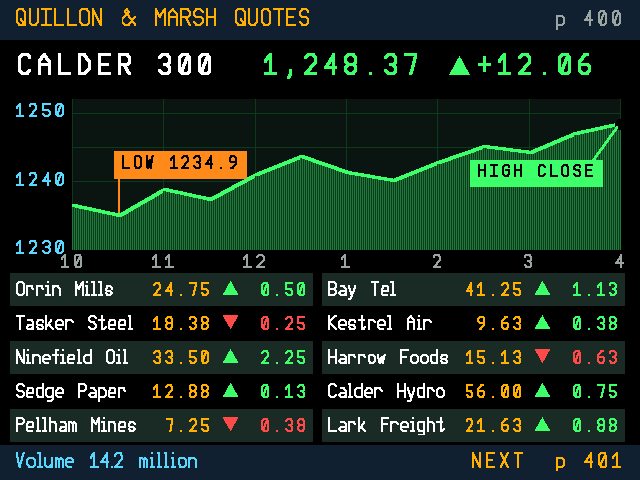 QUILLON & MARSH QUOTES p 400
CALDER 300 1,248.37 ▲+12.06
1250
LOW 1234.9
HIGH CLOSE
1240
1230
10 11 12 1 2 3 4
Orrin Mills 24.75 ▲ 0.50 Bay Tel 41.25 ▲ 1.13
Tasker Steel 18.38 ▼ 0.25 Kestrel Air 9.63 ▲ 0.38
Ninefield Oil 33.50 ▲ 2.25 Harrow Foods 15.13 ▼ 0.63
Sedge Paper 12.88 ▲ 0.13 Calder Hydro 56.00 ▲ 0.75
Pellham Mines 7.25 ▼ 0.38 Lark Freight 21.63 ▲ 0.88
Volume 14.2 million NEXT p 401